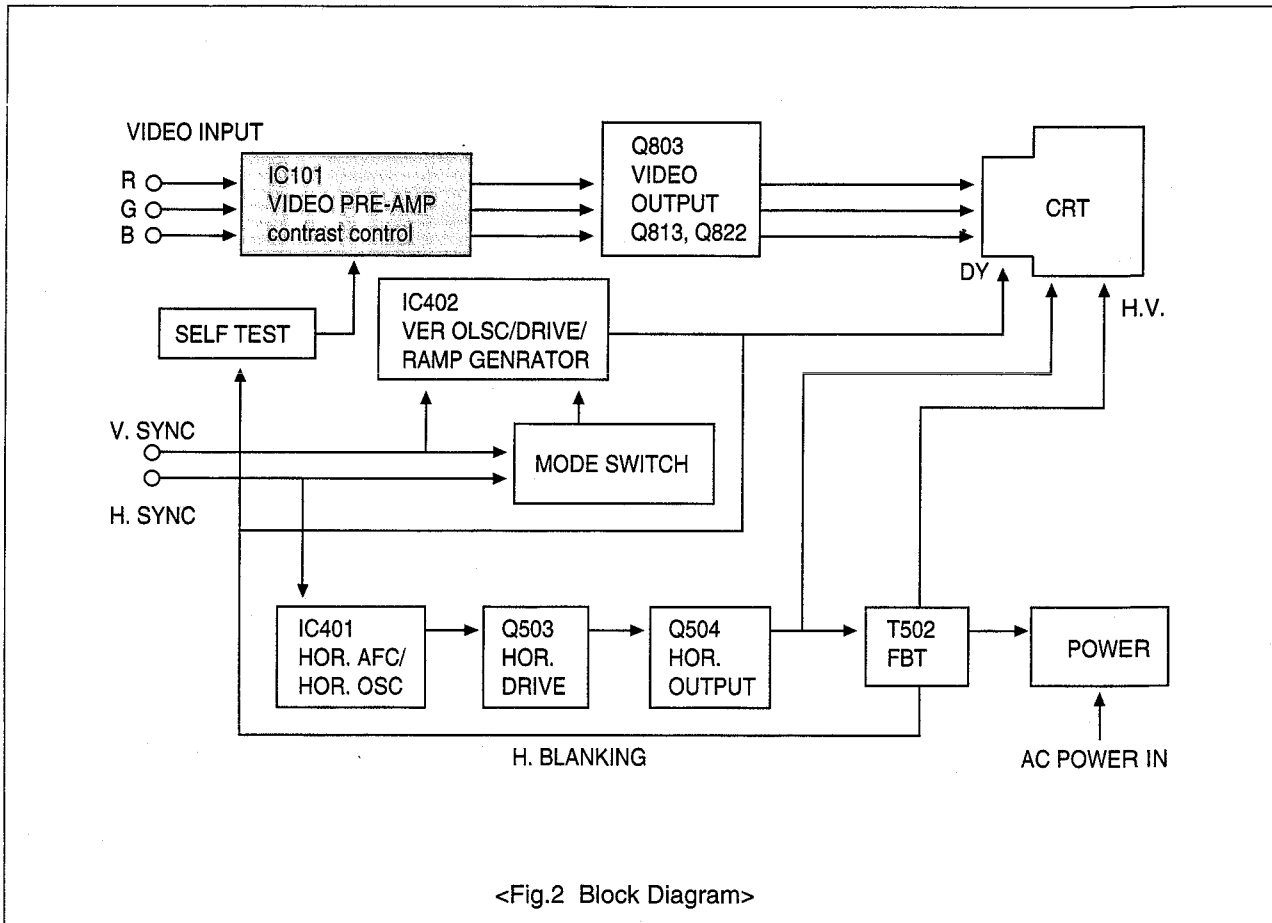 VIDEO INPUT
R
G
B
IC101
VIDEO PRE-AMP
contrast control
Q803
VIDEO
OUTPUT
Q813, Q822
CRT
DY
H.V.
SELF TEST
IC402
VER OLSC/DRIVE/
RAMP GENRATOR
V. SYNC
H. SYNC
MODE SWITCH
IC401
HOR. AFC/
HOR. OSC
Q503
HOR.
DRIVE
Q504
HOR.
OUTPUT
T502
FBT
POWER
H. BLANKING
AC POWER IN
<Fig.2 Block Diagram>